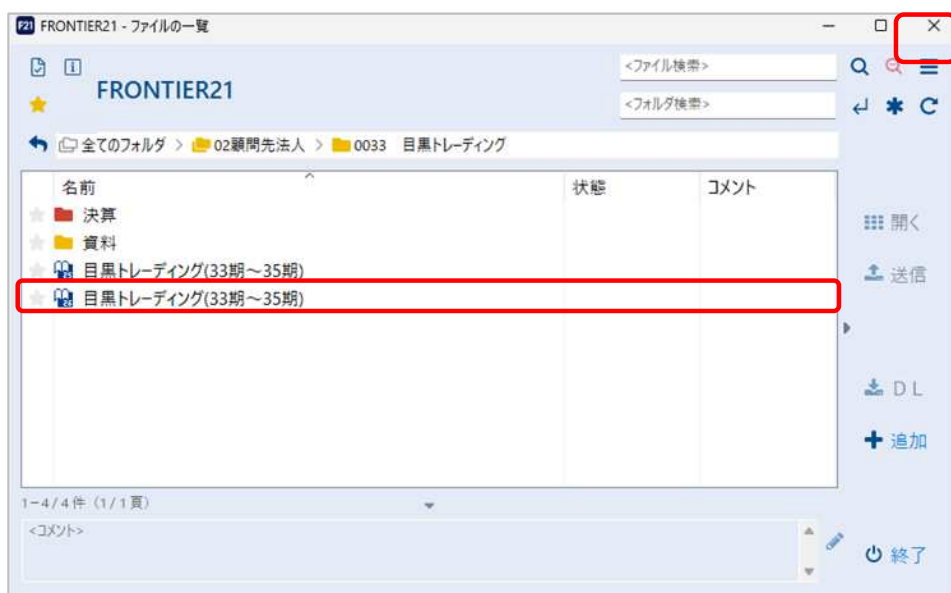 F21 FRONTIER21 - ファイルの一覧
<ファイル検索>
FRONTIER21
<フォルダ検索>
全てのフォルダ > 02顧問先法人 > 0033 目黒トレーディング
名前 状態 コメント
決算
資料
目黒トレーディング(33期～35期)
目黒トレーディング(33期～35期)
開く
送信
DL
追加
1-4/4件 (1/1頁)
<コメント>
終了